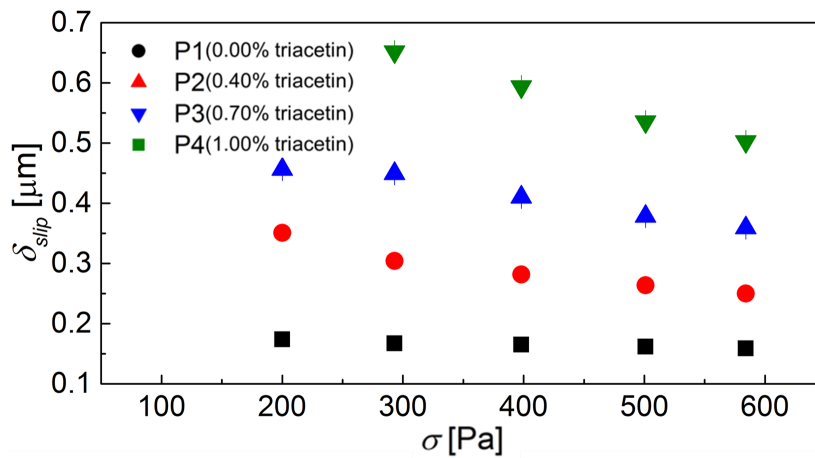 0.7
0.6
0.5
0.4
0.3
0.2
0.1
δslip [μm]
P1(0.00% triacetin)
P2(0.40% triacetin)
P3(0.70% triacetin)
P4(1.00% triacetin)
100 200 300 400 500 600
σ [Pa]